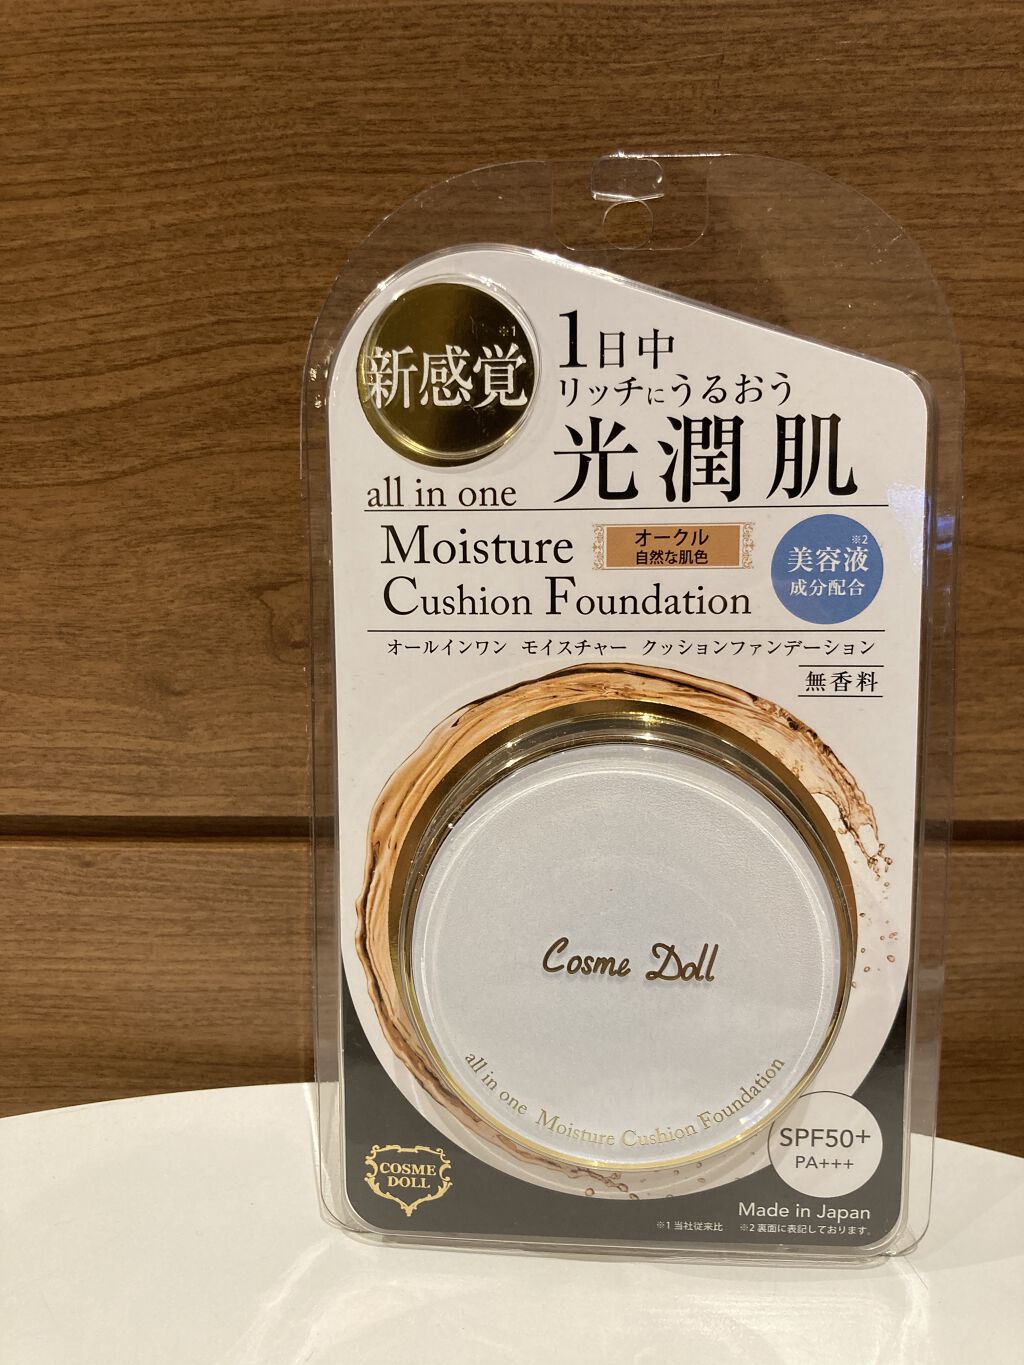 ※1
新感覚
1日中
リッチにうるおう
光潤肌
all in one
Moisture
Cushion Foundation
オークル
自然な肌色
※2
美容液
成分配合
オールインワン モイスチャー クッションファンデーション
無香料
Cosme Doll
all in one Moisture Cushion Foundation
SPF50+
PA+++
COSME
DOLL
Made in Japan
※1 当社従来比 ※2 裏面に表記しております。